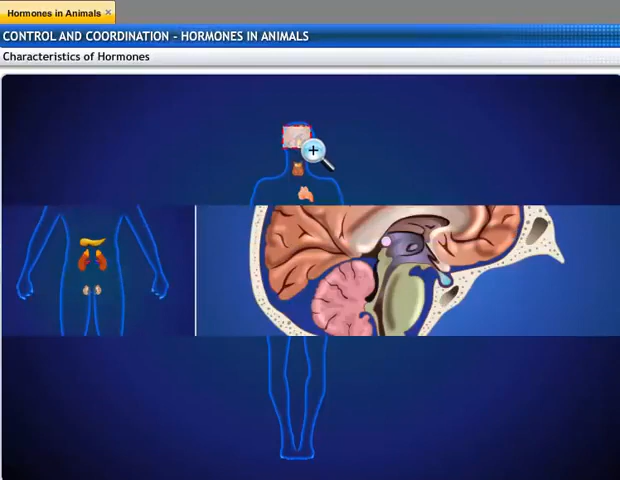 Hormones in Animals
CONTROL AND COORDINATION - HORMONES IN ANIMALS
Characteristics of Hormones